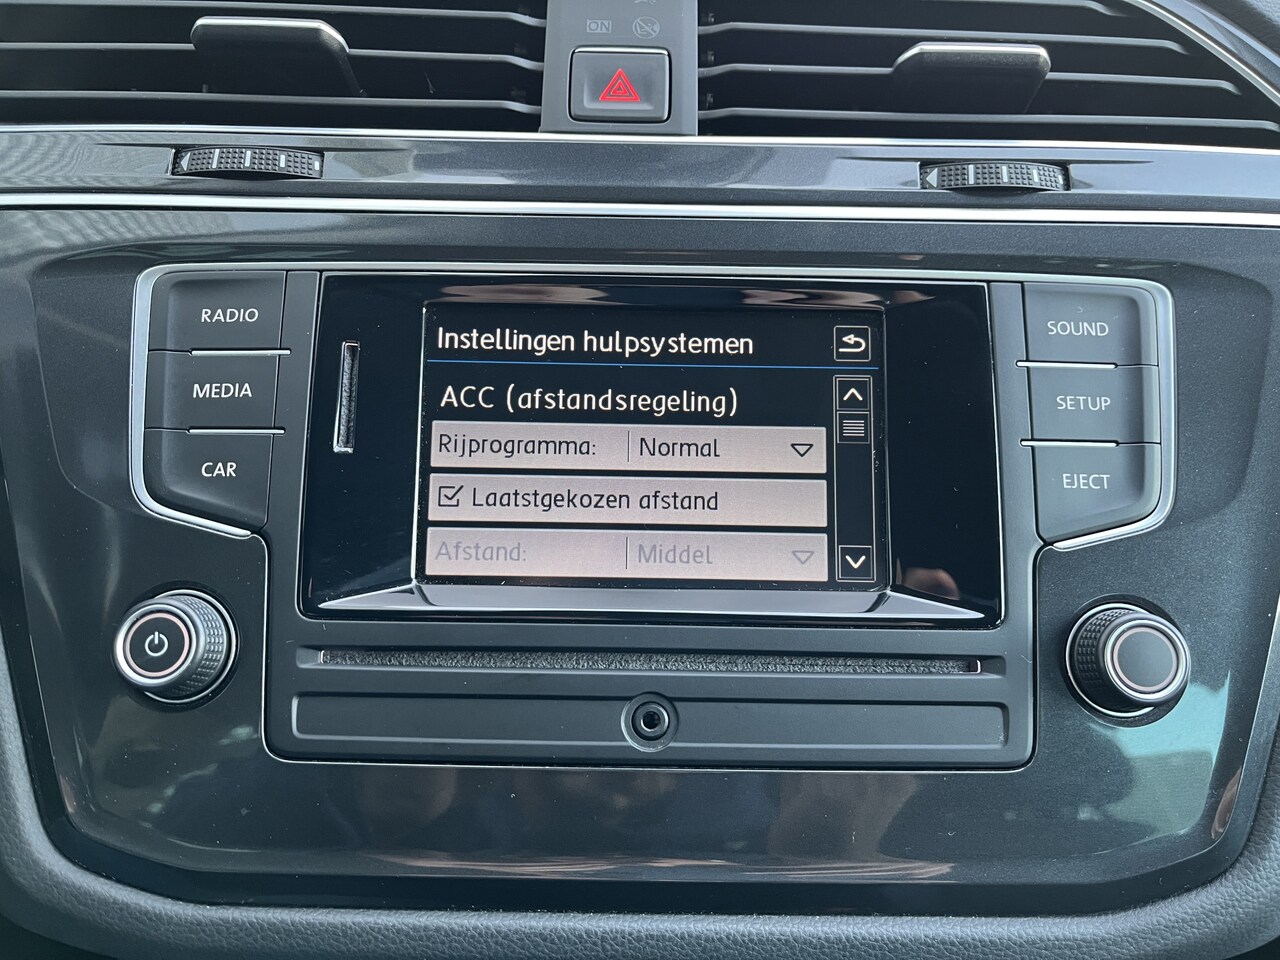 ON
RADIO
MEDIA
CAR
Instellingen hulpsystemen
ACC (afstandsregeling)
Rijprogramma: Normal
Laatstgekozen afstand
Afstand: Middel
SOUND
SETUP
EJECT